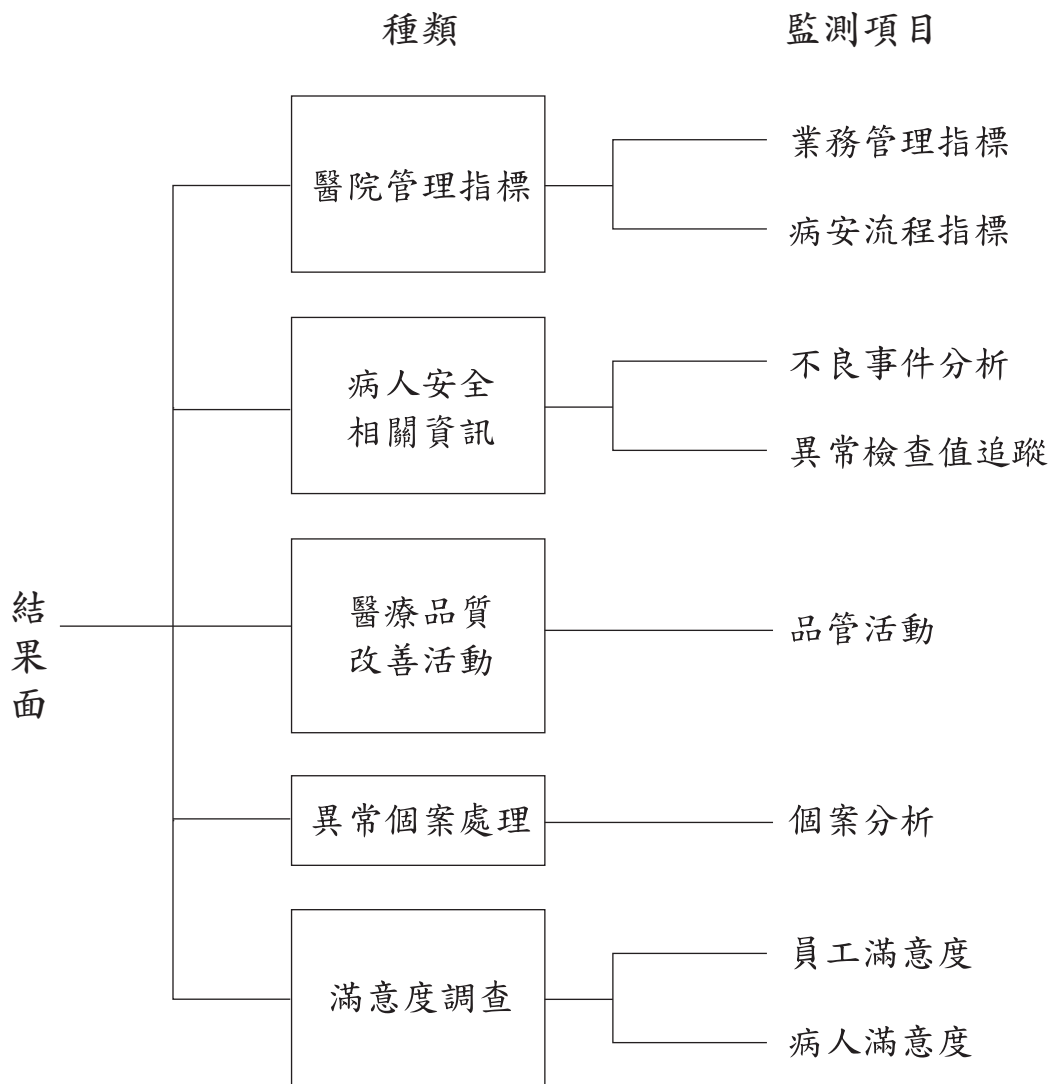 種類
監測項目
醫院管理指標
業務管理指標
病安流程指標
病人安全
相關資訊
不良事件分析
異常檢查值追蹤
結果面
醫療品質
改善活動
品管活動
異常個案處理
個案分析
滿意度調查
員工滿意度
病人滿意度